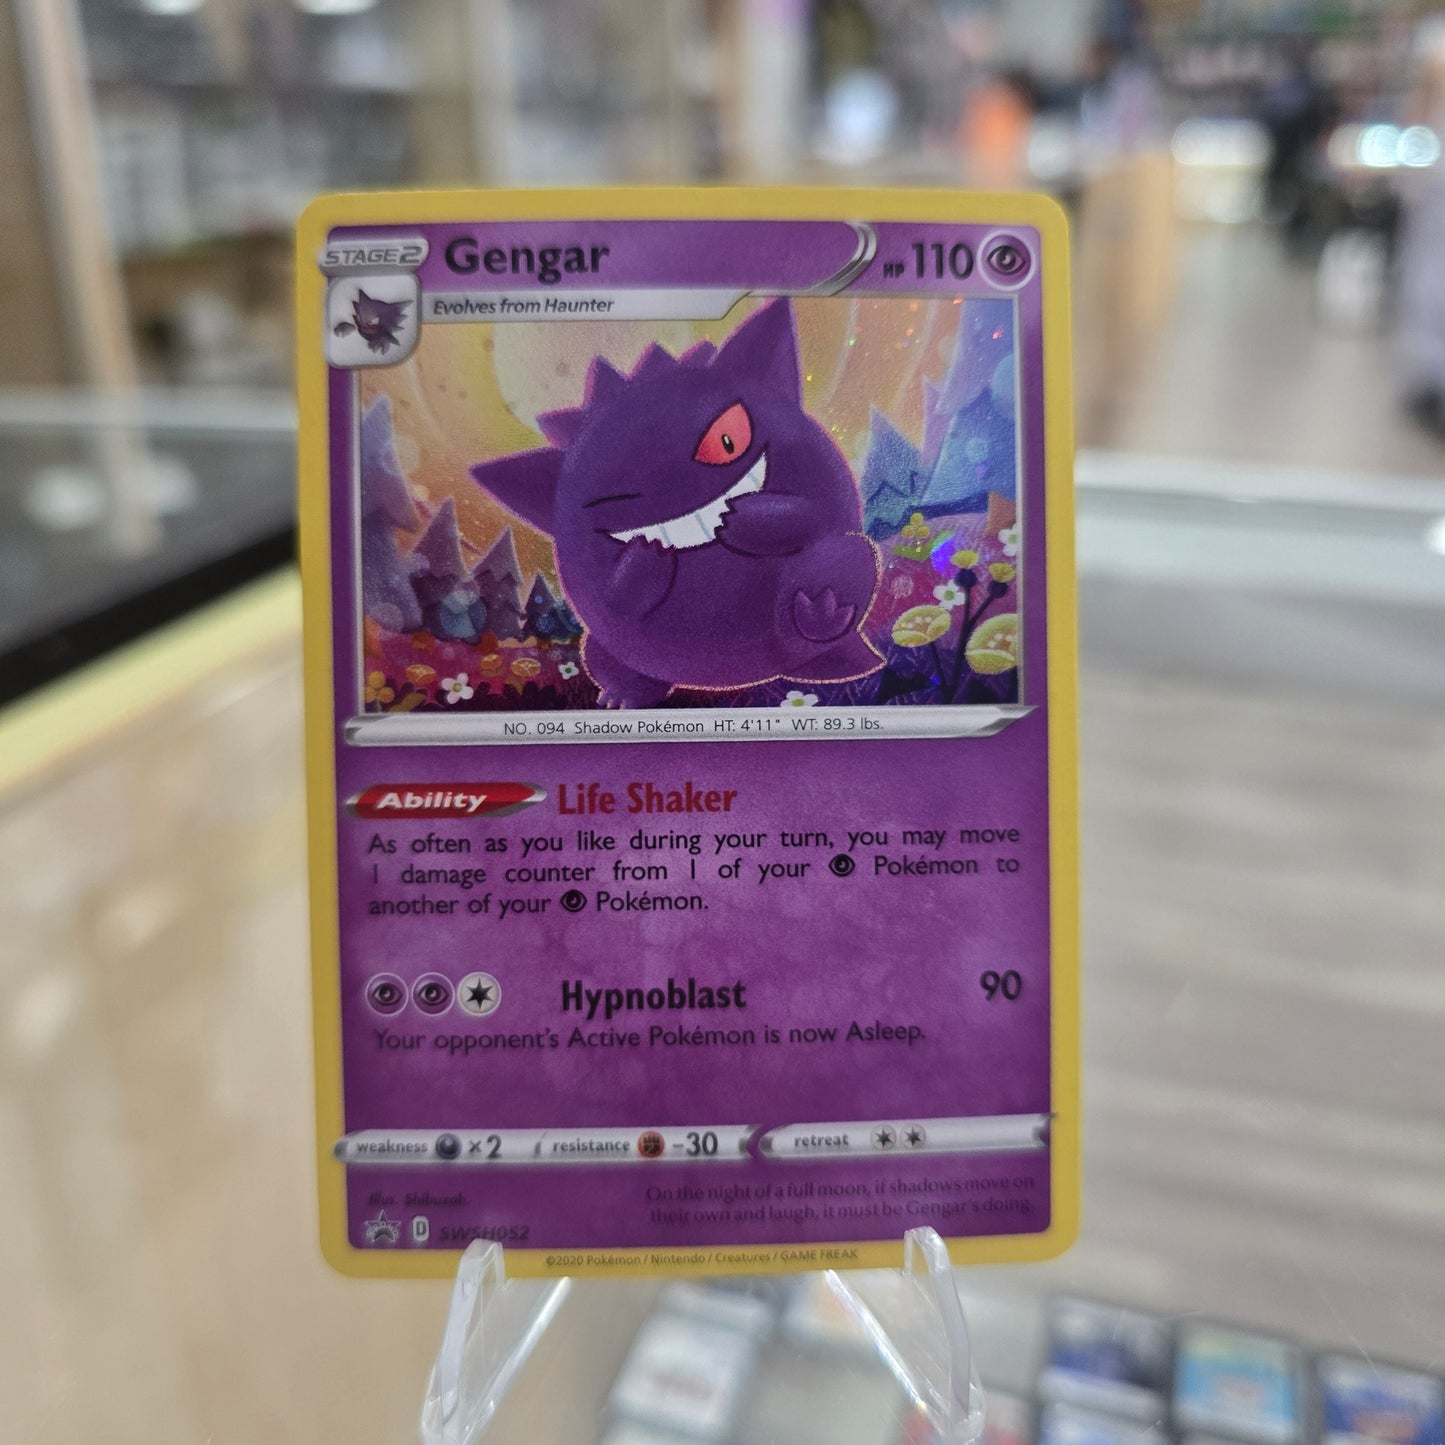 STAGE 2 Gengar HP 110
Evolves from Haunter
NO. 094 Shadow Pokémon HT: 4'11" WT: 89.3 lbs.
Ability Life Shaker
As often as you like during your turn, you may move
1 damage counter from 1 of your Pokémon to
another of your Pokémon.
Hypnoblast 90
Your opponent's Active Pokémon is now Asleep.
weakness ×2 resistance -30 retreat
Illus. Shibuzoh.
On the night of a full moon, if shadows move on
their own and laugh, it must be Gengar's doing.
PROMO D SWSH052
©2020 Pokémon / Nintendo / Creatures / GAME FREAK